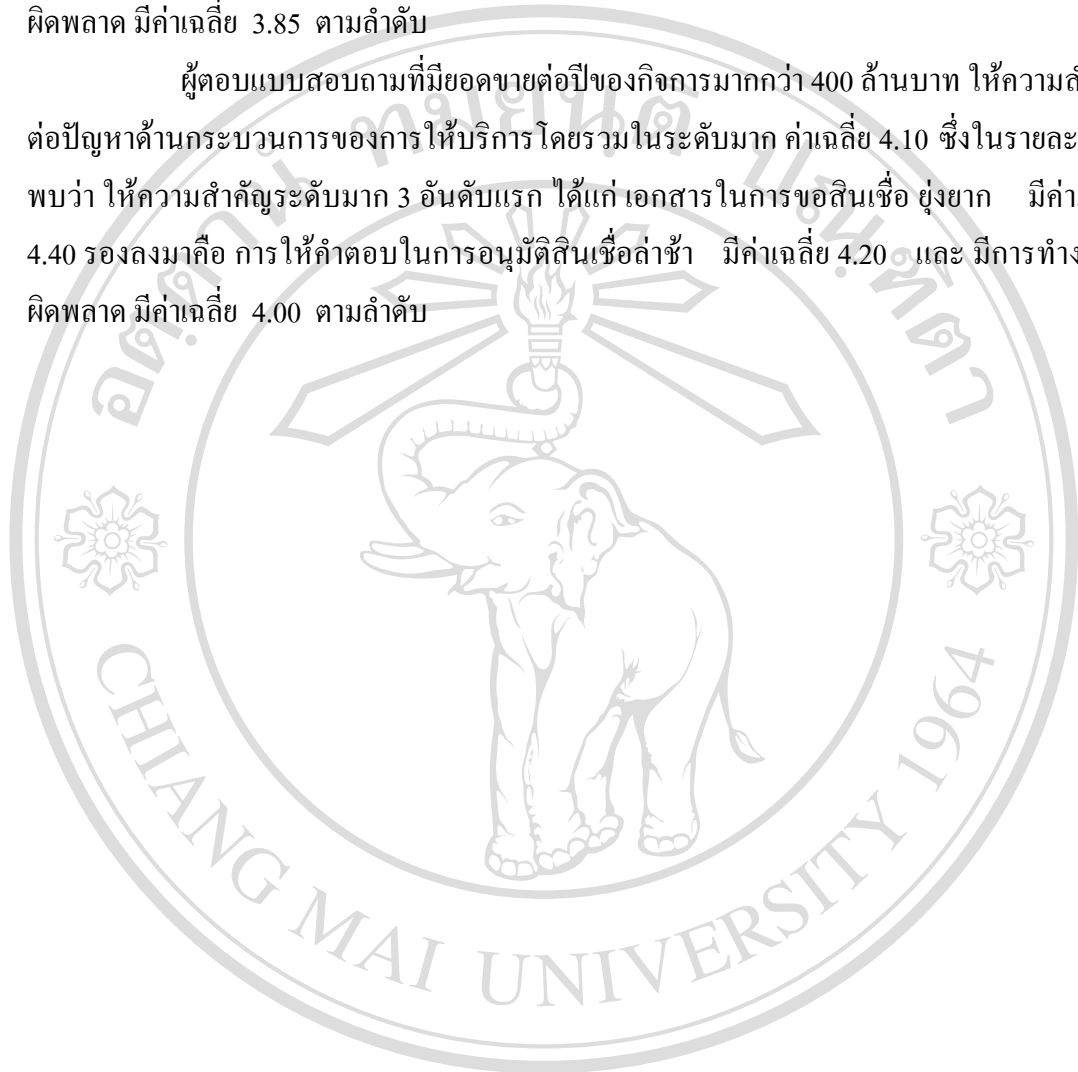 ผิดพลาด มีค่าเฉลี่ย 3.85 ตามลำดับ
ผู้ตอบแบบสอบถามที่มียอดขายต่อปีของกิจการมากกว่า 400 ล้านบาท ให้ความ
ต่อปัญหาด้านกระบวนการของการให้บริการโดยรวมในระดับมาก ค่าเฉลี่ย 4.10 ซึ่งในรายละ
พบว่า ให้ความสำคัญระดับมาก 3 อันดับแรก ได้แก่ เอกสารในการขอสินเชื่อ ยุ่งยาก มีค่า
4.40 รองลงมาคือ การให้คำตอบในการอนุมัติสินเชื่อล่าช้า มีค่าเฉลี่ย 4.20 และ มีการทำง
ผิดพลาด มีค่าเฉลี่ย 4.00 ตามลำดับ
อตฺตานํ ทมยนฺติ ปณฺฑิตา
CHIANG MAI UNIVERSITY 1964